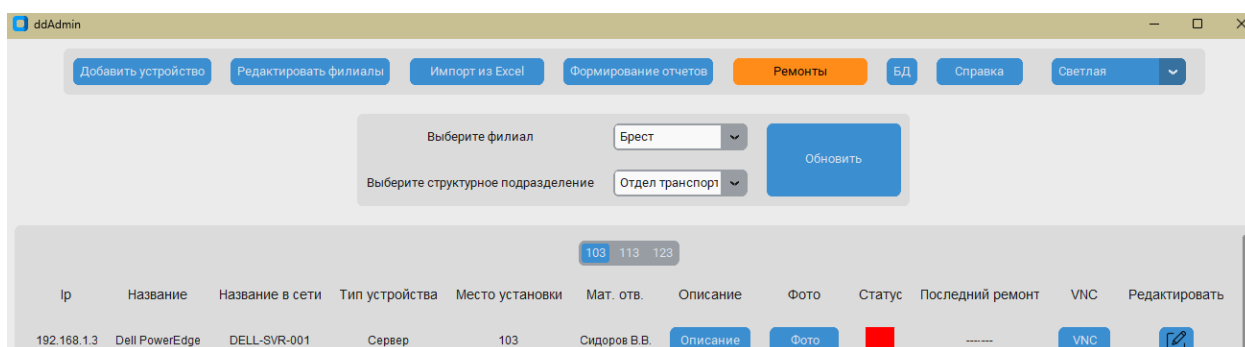 ddAdmin
Добавить устройство Редактировать филиалы Импорт из Excel Формирование отчетов Ремонты БД Справка Светлая
Выберите филиал Брест
Обновить
Выберите структурное подразделение Отдел транспорт
103 113 123
Ip Название Название в сети Тип устройства Место установки Мат. отв. Описание Фото Статус Последний ремонт VNC Редактировать
192.168.1.3 Dell PowerEdge DELL-SVR-001 Сервер 103 Сидоров В.В. Описание Фото ------- VNC